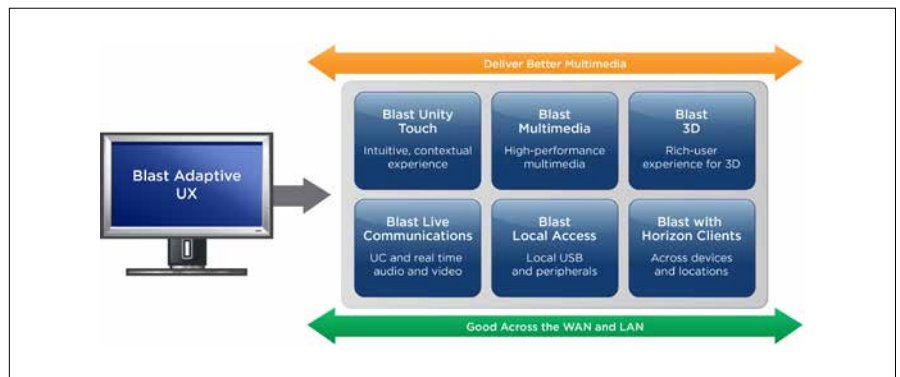 Deliver Better Multimedia
Blast Adaptive
UX
Blast Unity
Touch
Intuitive, contextual
experience
Blast
Multimedia
High-performance
multimedia
Blast
3D
Rich-user
experience for 3D
Blast Live
Communications
UC and real time
audio and video
Blast
Local Access
Local USB
and peripherals
Blast with
Horizon Clients
Across devices
and locations
Good Across the WAN and LAN